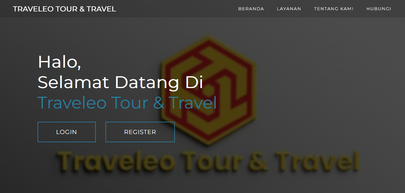 TRAVELEO TOUR & TRAVEL
BERANDA LAYANAN TENTANG KAMI HUBUNGI
Halo,
Selamat Datang Di
Traveleo Tour & Travel
LOGIN REGISTER
Traveleo Tour & Travel